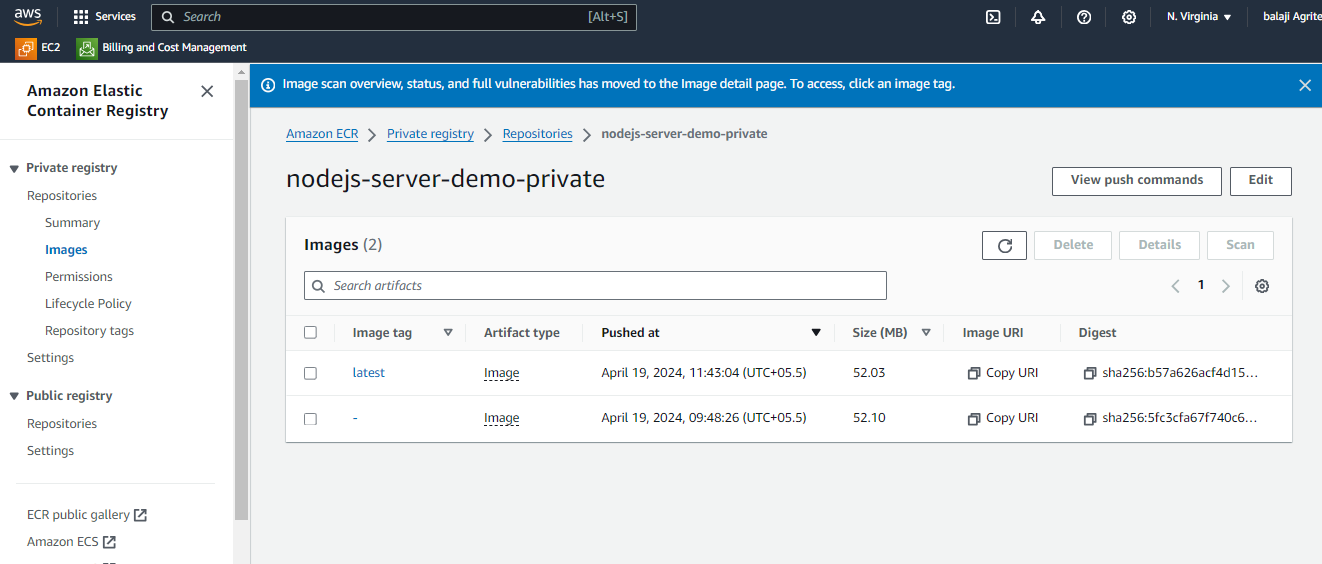 aws Services Search [Alt+S] N. Virginia balaji Agrite
EC2 Billing and Cost Management
Amazon Elastic
Container Registry
Private registry
Repositories
Summary
Images
Permissions
Lifecycle Policy
Repository tags
Settings
Public registry
Repositories
Settings
ECR public gallery
Amazon ECS
Image scan overview, status, and full vulnerabilities has moved to the Image detail page. To access, click an image tag.
Amazon ECR Private registry Repositories nodejs-server-demo-private
nodejs-server-demo-private View push commands Edit
Images (2) Delete Details Scan
Search artifacts 1
Image tag Artifact type Pushed at Size (MB) Image URI Digest
latest Image April 19, 2024, 11:43:04 (UTC+05.5) 52.03 Copy URI sha256:b57a626acf4d15...
- Image April 19, 2024, 09:48:26 (UTC+05.5) 52.10 Copy URI sha256:5fc3cfa67f740c6...